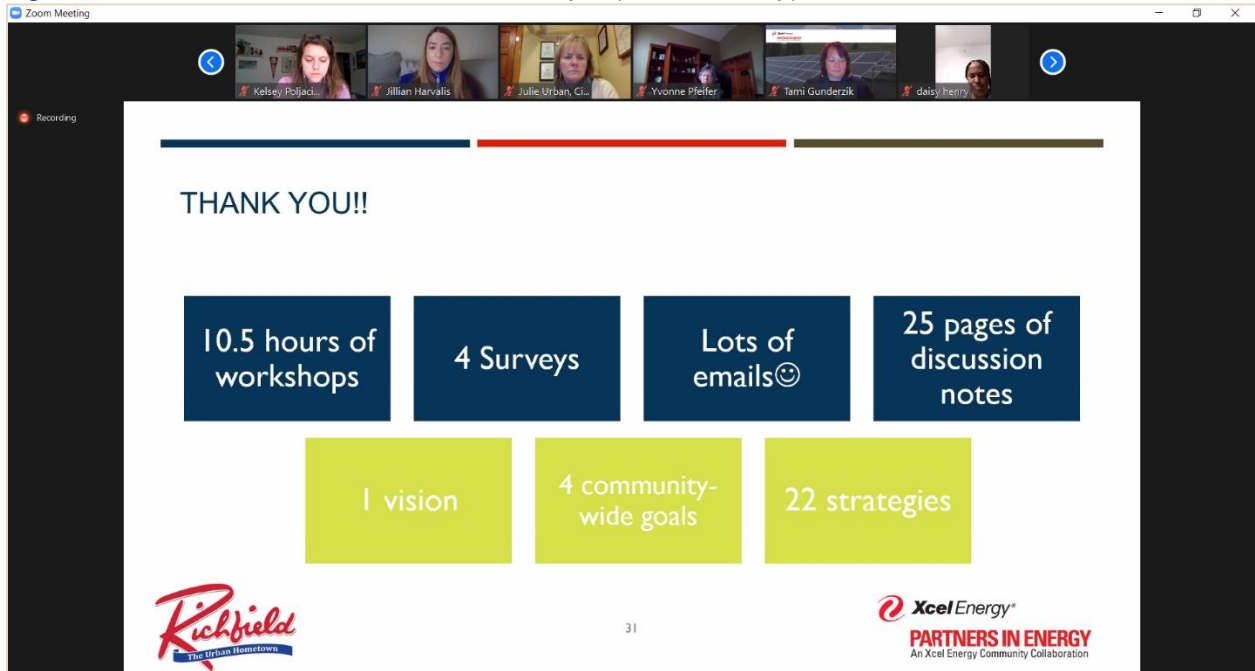 Zoom Meeting
Kelsey Poljaci...
Jillian Harvalis
Julie Urban, Ci...
Yvonne Pfeifer
Tami Gunderzik
daisy henry
Recording
THANK YOU!!
10.5 hours of
workshops
4 Surveys
Lots of
emails☺
25 pages of
discussion
notes
1 vision
4 community-
wide goals
22 strategies
Richfield
The Urban Hometown
31
Xcel Energy®
PARTNERS IN ENERGY
An Xcel Energy Community Collaboration